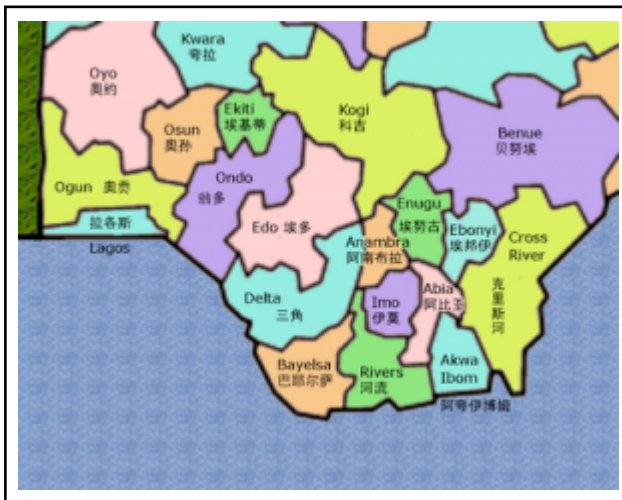 Kwara
夸拉
Oyo
奥约
Ekiti
埃基蒂
Kogi
科吉
Osun
奥孙
Benue
贝努埃
Ondo
翁多
Ogun 奥贡
Enugu
埃努古
拉各斯
Lagos
Edo 埃多
Anambra
阿南布拉
Ebonyi
埃邦伊
Cross
River
克里斯河
Delta
三角
Imo
伊莫
Abia
阿比亚
Bayelsa
巴耶尔萨
Rivers
河流
Akwa
Ibom
阿夸伊博姆